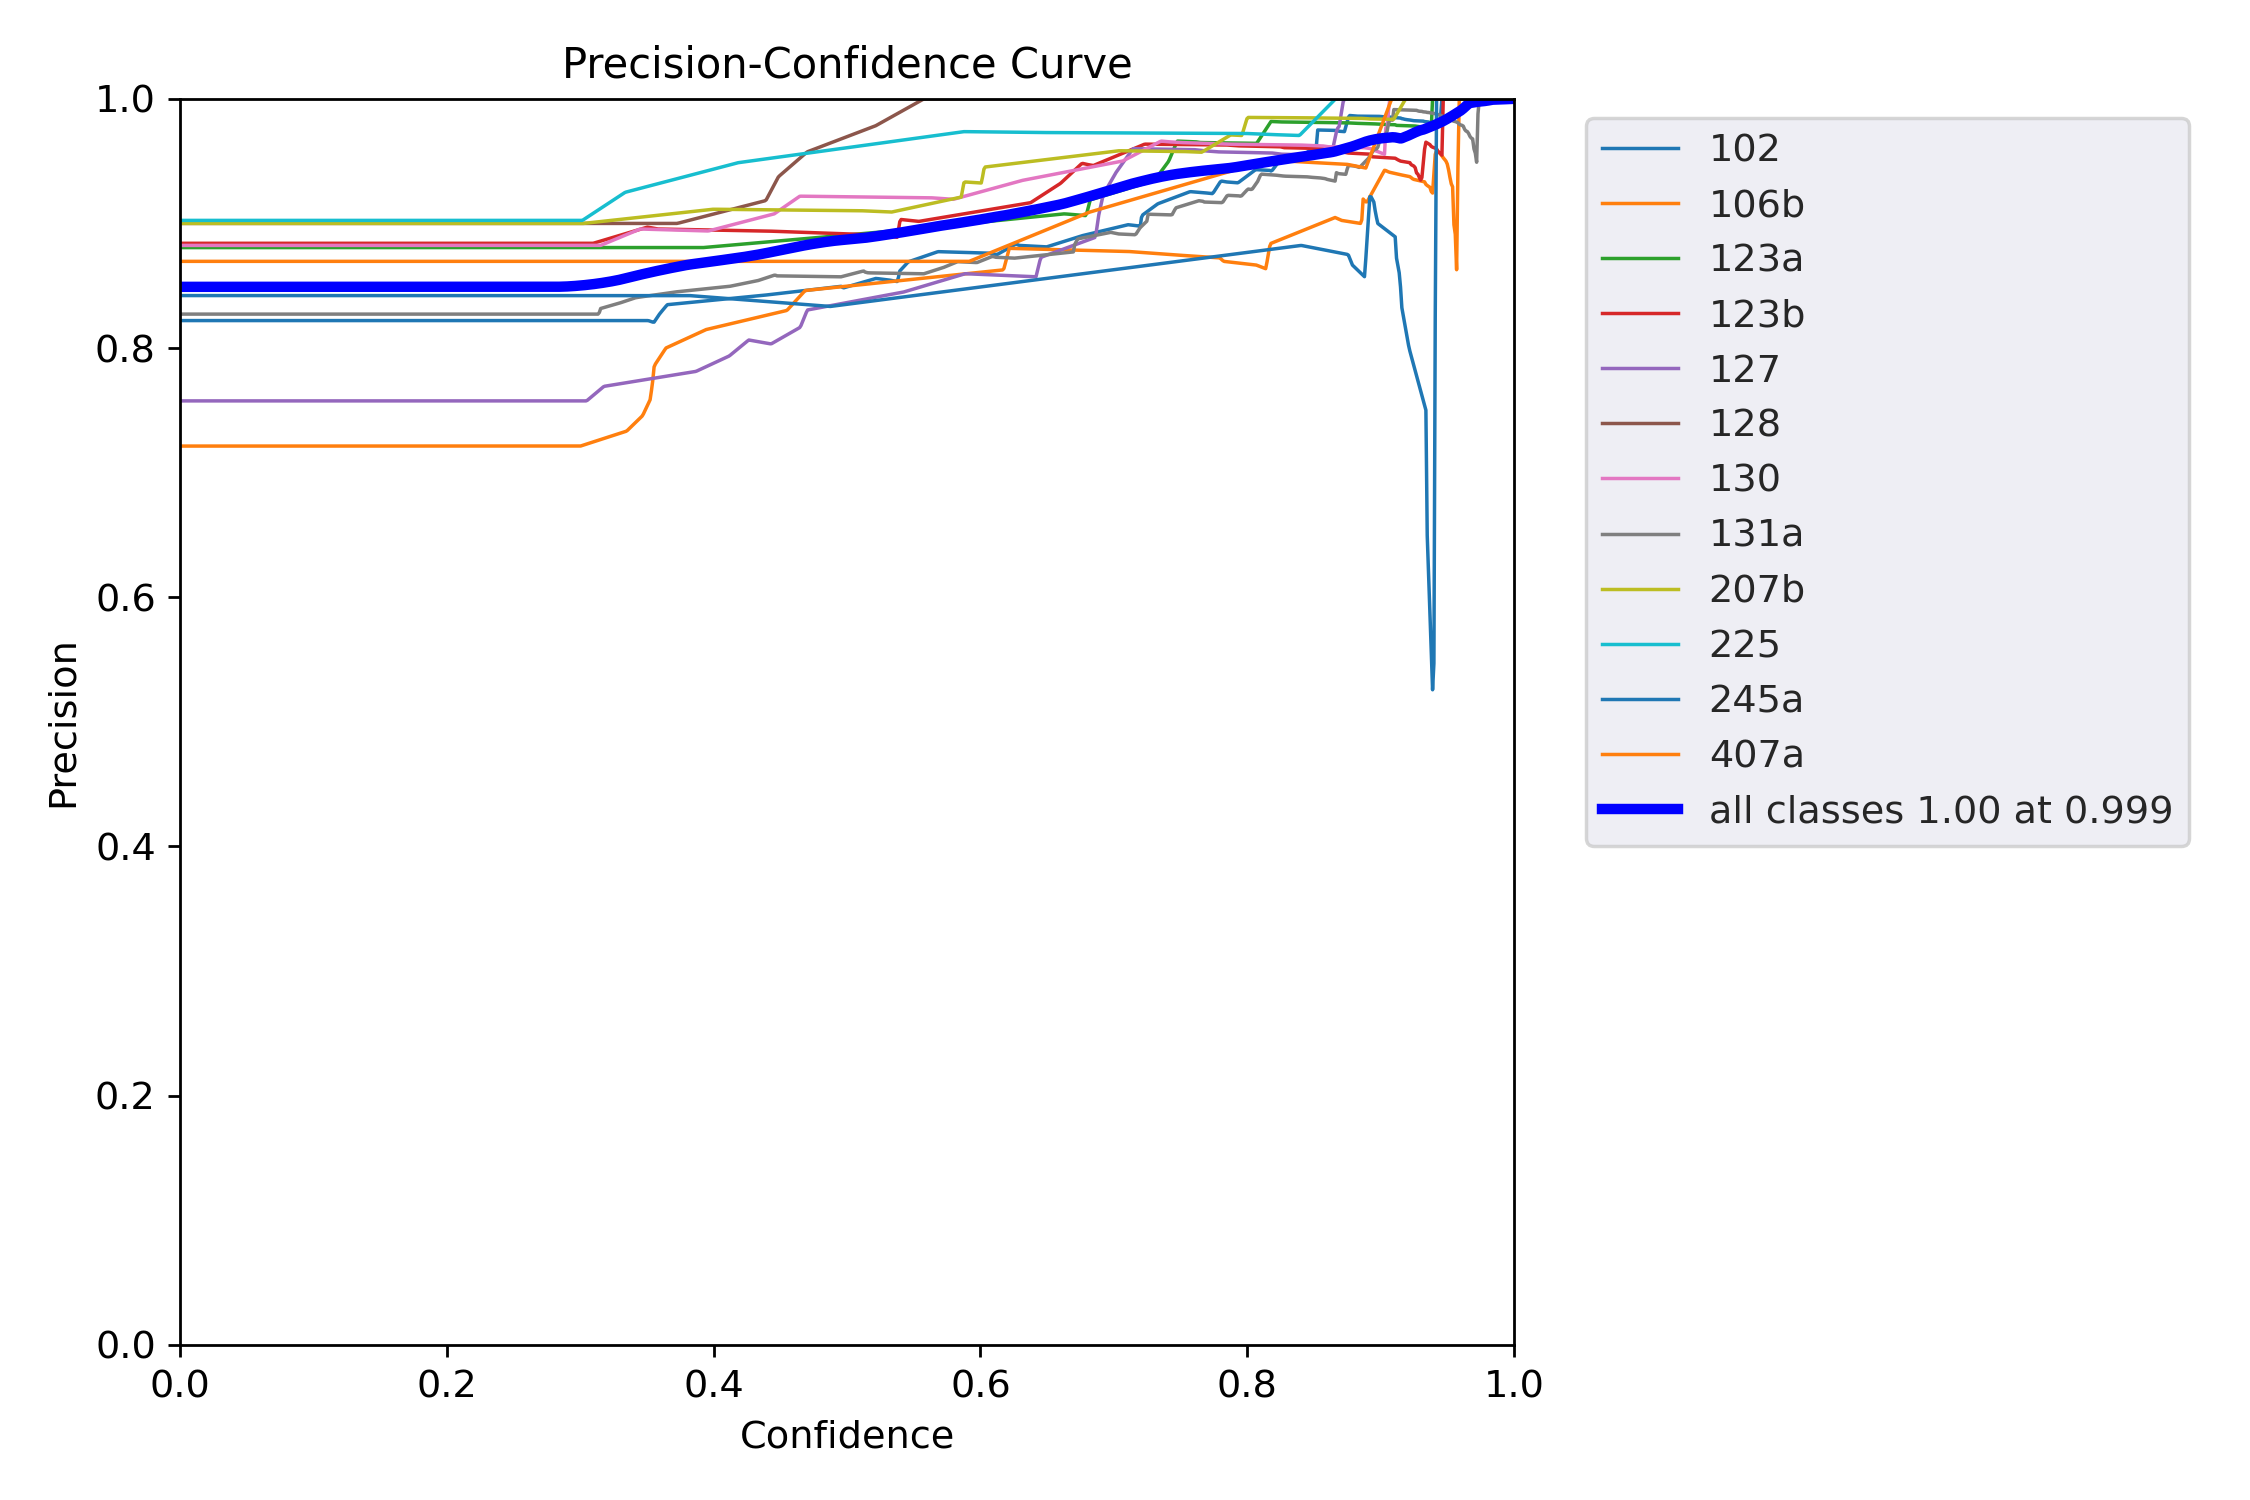 Precision-Confidence Curve
1.0
0.8
0.6
0.4
0.2
0.0
Precision
0.0 0.2 0.4 0.6 0.8 1.0
Confidence
102
106b
123a
123b
127
128
130
131a
207b
225
245a
407a
all classes 1.00 at 0.999